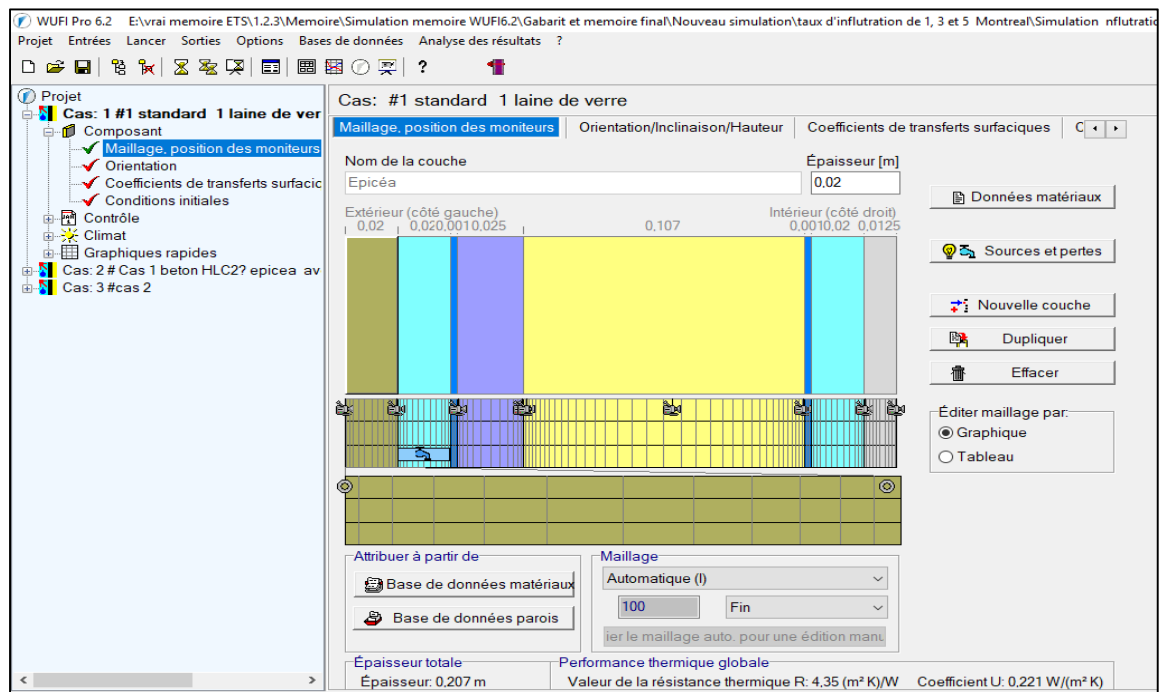 WUFI Pro 6.2 E:\vrai memoire ETS\1.2.3\Memoire\Simulation memoire WUFI6.2\Gabarit et memoire final\Nouveau simulation\taux d'influtration de 1, 3 et 5 Montreal\Simulation nflutratio
Projet Entrées Lancer Sorties Options Bases de données Analyse des résultats ?
Projet
Cas: 1 #1 standard 1 laine de ver
Composant
Maillage, position des moniteurs
Orientation
Coefficients de transferts surfacic
Conditions initiales
Contrôle
Climat
Graphiques rapides
Cas: 2 # Cas 1 beton HLC2? epicea av
Cas: 3 #cas 2
Cas: #1 standard 1 laine de verre
Maillage, position des moniteurs Orientation/Inclinaison/Hauteur Coefficients de transferts surfaciques C
Nom de la couche Épaisseur [m]
Epicéa 0,02
Extérieur (côté gauche) Intérieur (côté droit)
0,02 0,020,0010,025 0,107 0,0010,02 0,0125
Données matériaux
Sources et pertes
Nouvelle couche
Dupliquer
Effacer
Éditer maillage par:
Graphique
Tableau
Attribuer à partir de
Base de données matériaux
Base de données parois
Maillage
Automatique (I)
100 Fin
ier le maillage auto. pour une édition manu
Épaisseur totale
Épaisseur: 0,207 m
Performance thermique globale
Valeur de la résistance thermique R: 4,35 (m² K)/W Coefficient U: 0,221 W/(m² K)